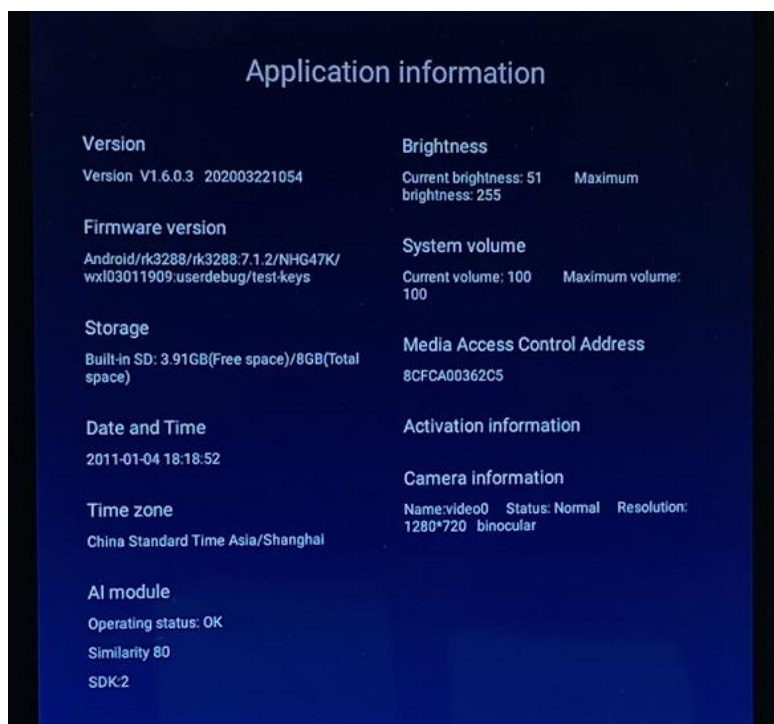 Application information
Version
Version V1.6.0.3 202003221054
Firmware version
Android/rk3288/rk3288:7.1.2/NHG47K/
wxl03011909:userdebug/test-keys
Storage
Built-in SD: 3.91GB(Free space)/8GB(Total
space)
Date and Time
2011-01-04 18:18:52
Time zone
China Standard Time Asia/Shanghai
AI module
Operating status: OK
Similarity 80
SDK:2
Brightness
Current brightness: 51 Maximum
brightness: 255
System volume
Current volume: 100 Maximum volume:
100
Media Access Control Address
8CFCA00362C5
Activation information
Camera information
Name:video0 Status: Normal Resolution:
1280*720 binocular